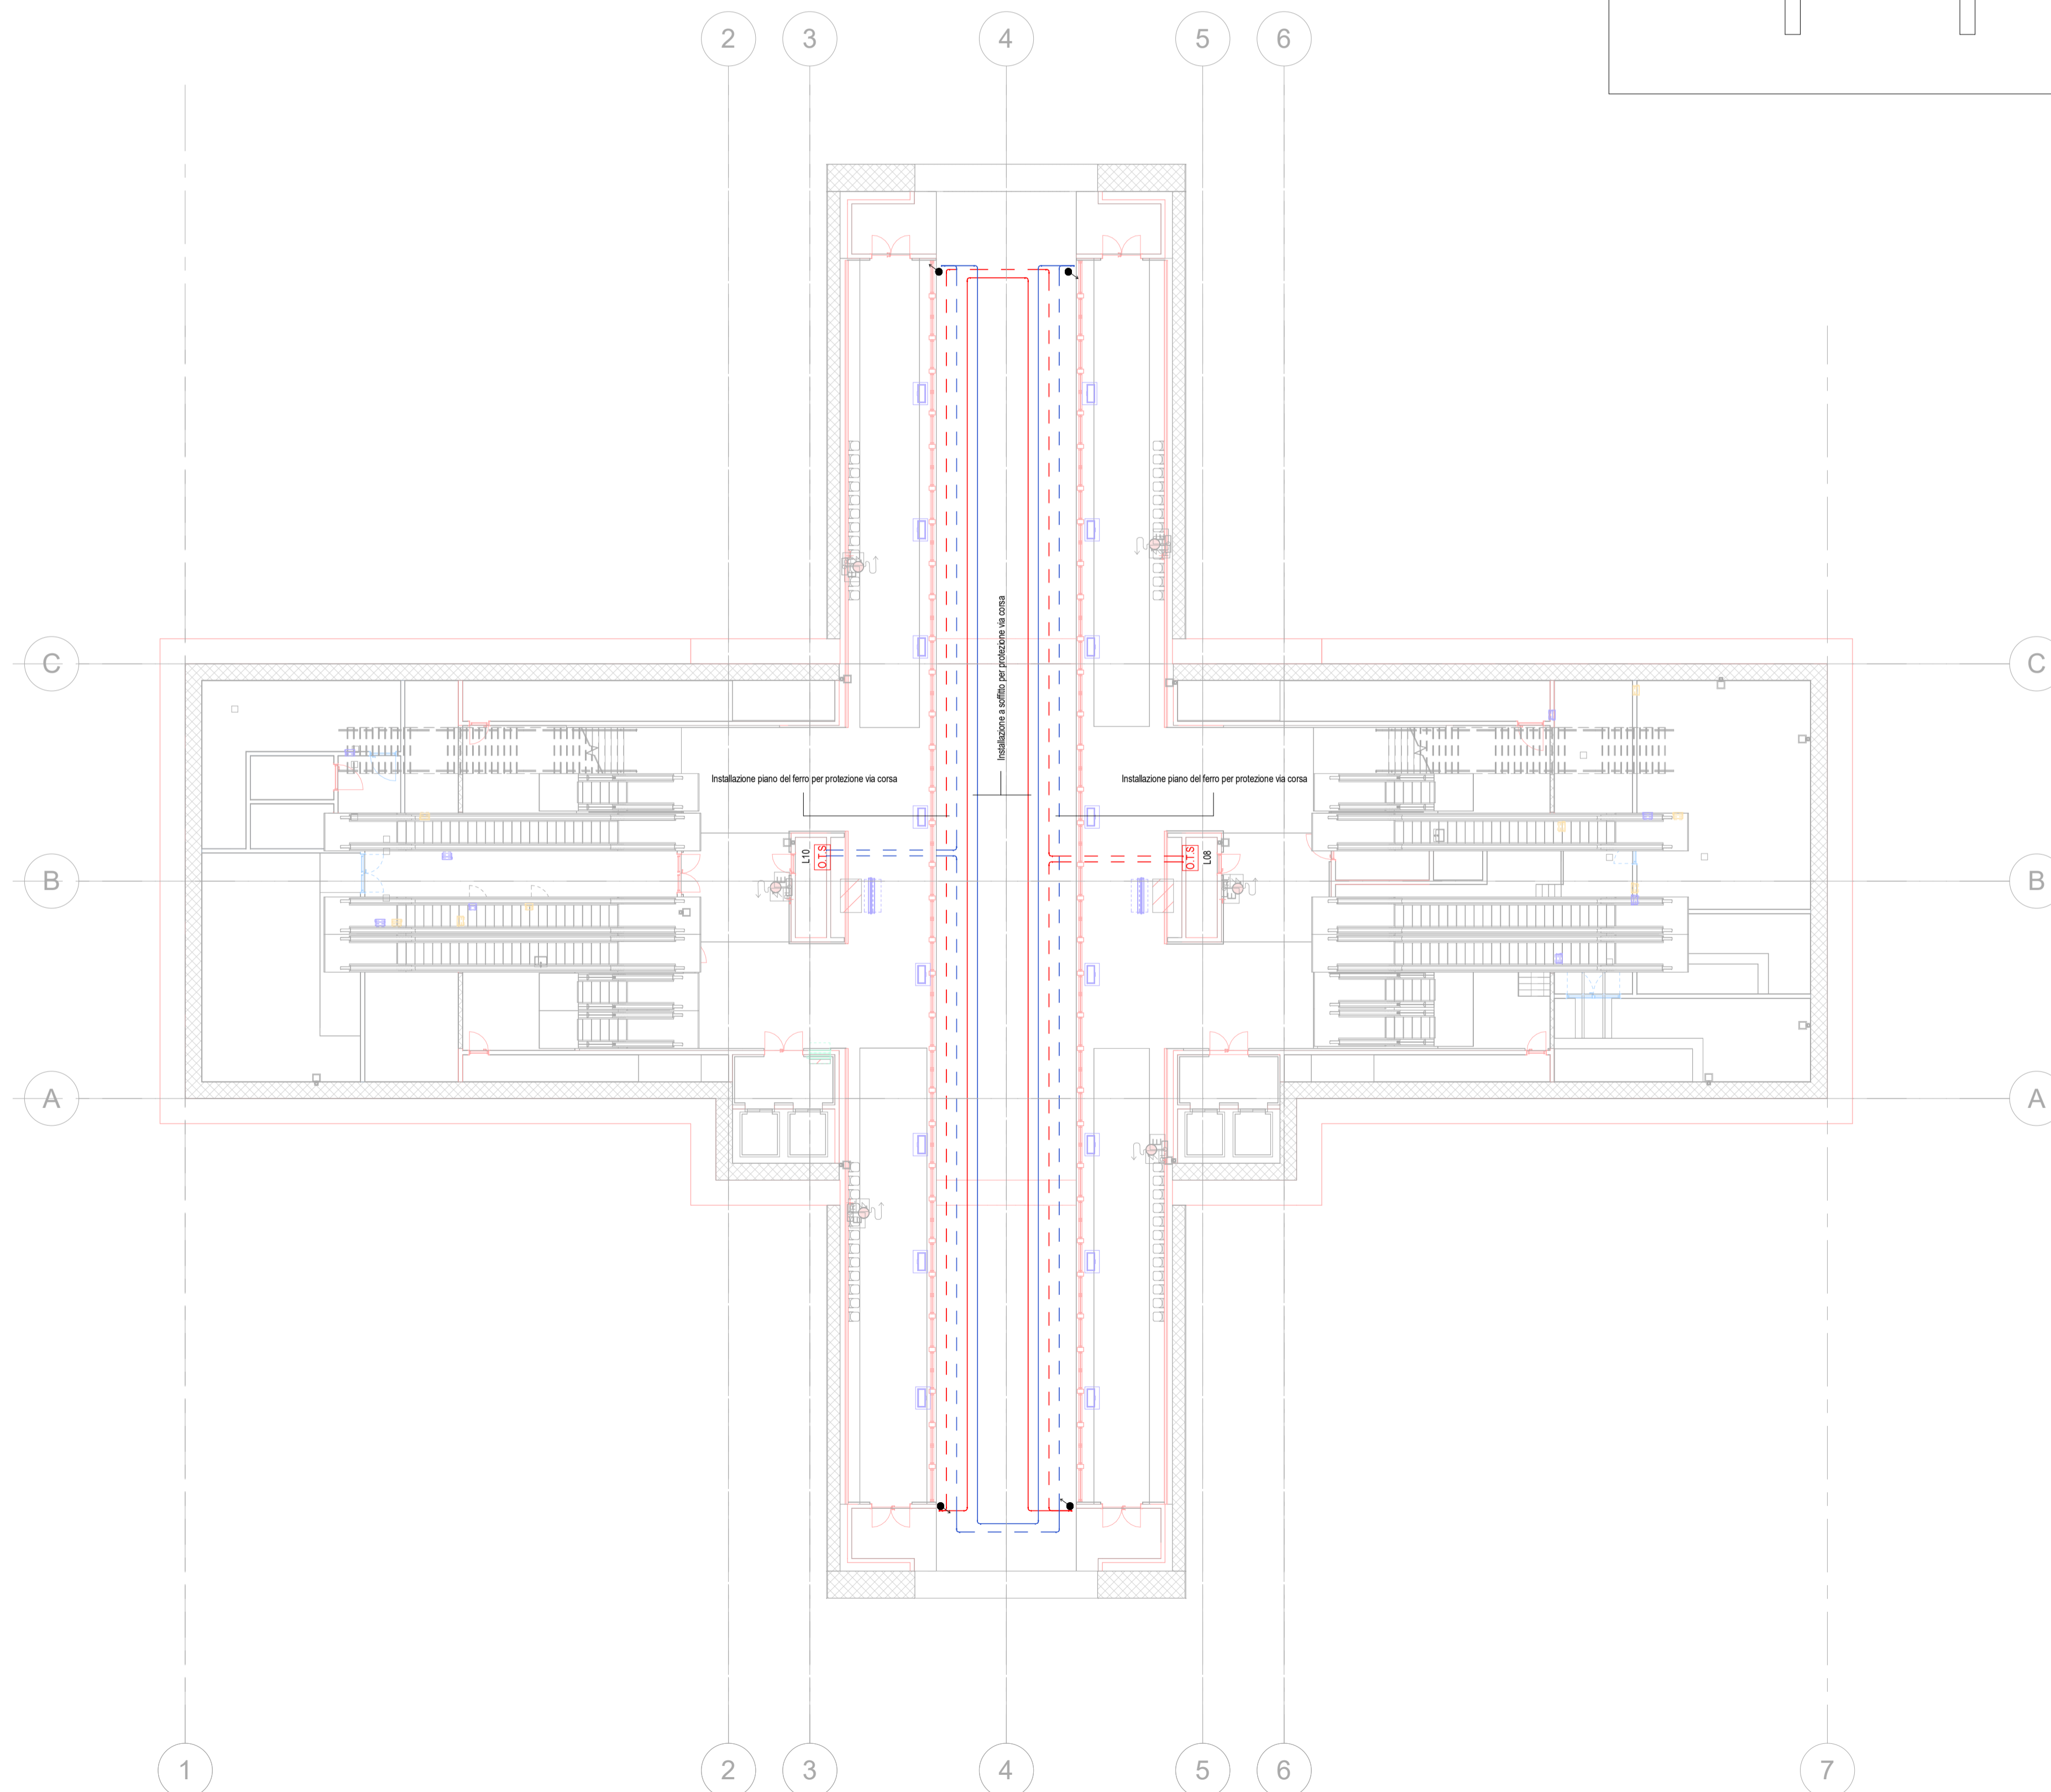 2 3 4 5 6
Installazione a soffitto per protezione via corsa
C C
Installazione piano del ferro per protezione via corsa
Installazione piano del ferro per protezione via corsa
L10
O.T.S
O.T.S
L08
B B
A A
1 2 3 4 5 6 7